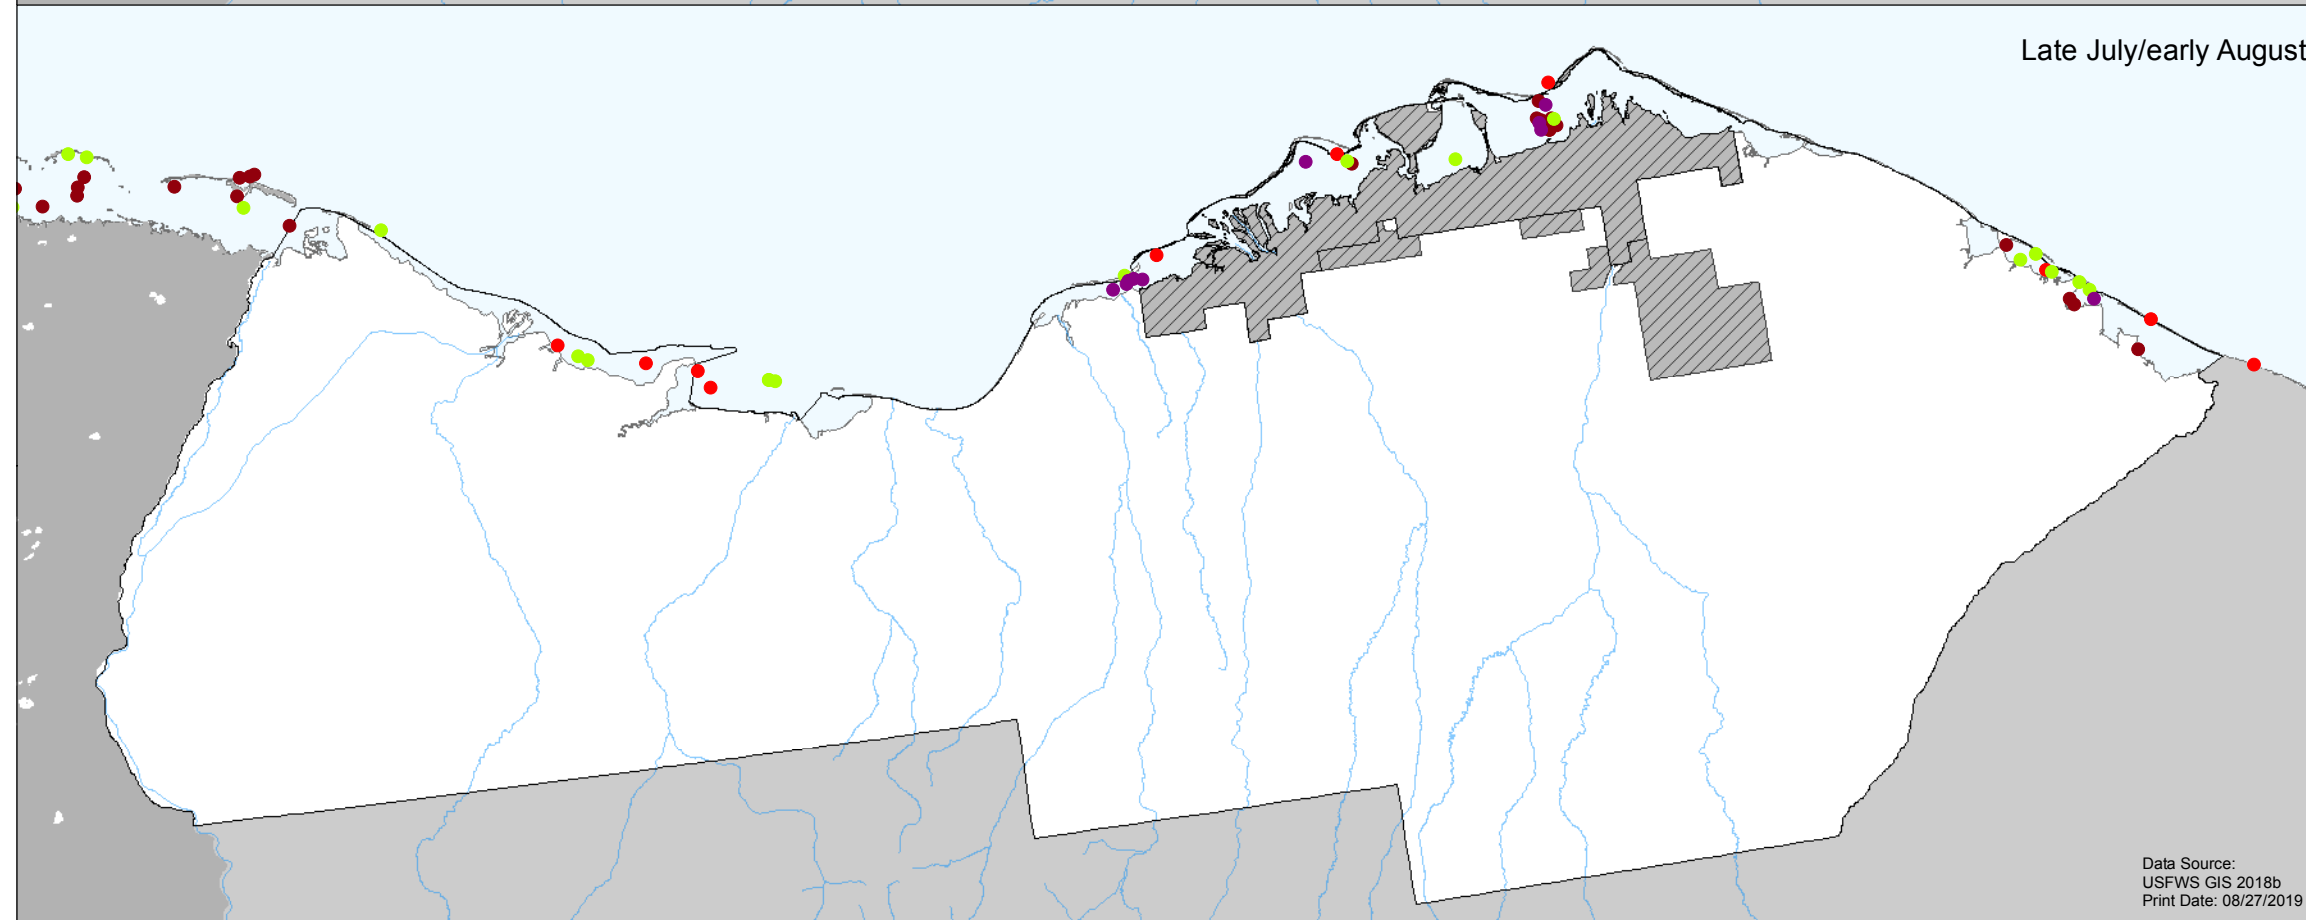 Late July/early August
Data Source:
USFWS GIS 2018b
Print Date: 08/27/2019